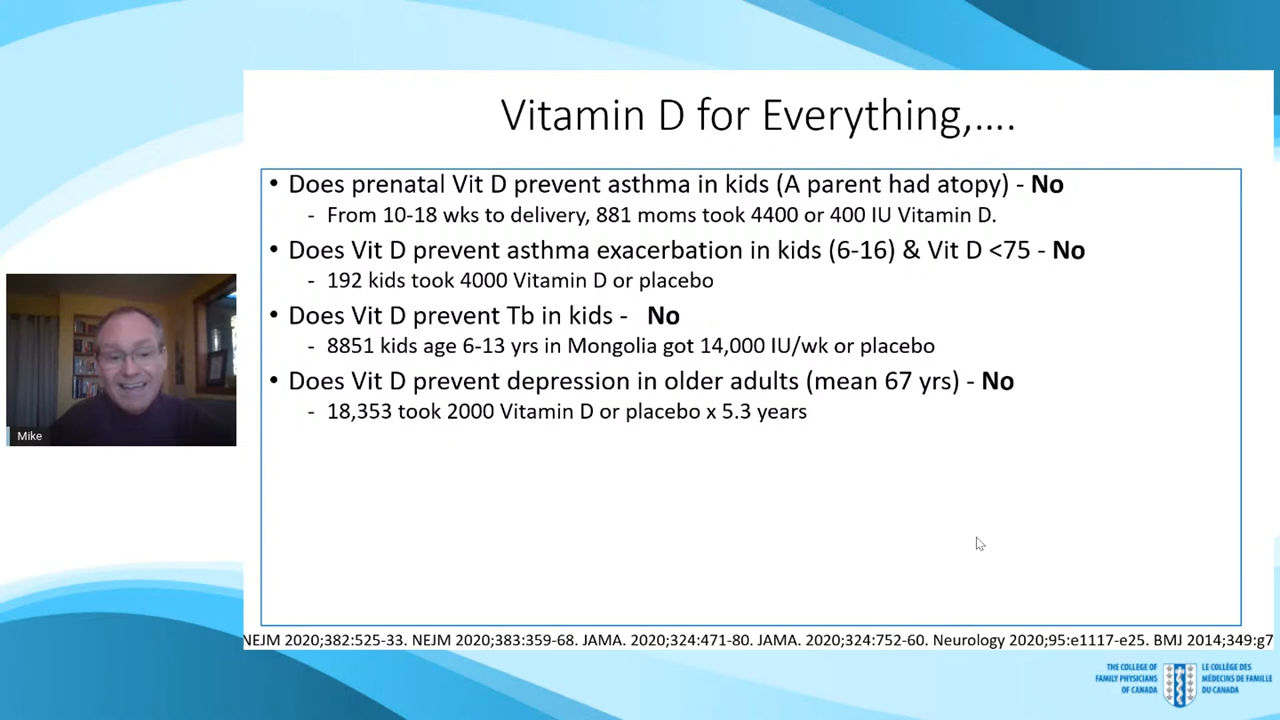 Vitamin D for Everything,....
• Does prenatal Vit D prevent asthma in kids (A parent had atopy) - No
- From 10-18 wks to delivery, 881 moms took 4400 or 400 IU Vitamin D.
• Does Vit D prevent asthma exacerbation in kids (6-16) & Vit D <75 - No
- 192 kids took 4000 Vitamin D or placebo
• Does Vit D prevent Tb in kids - No
- 8851 kids age 6-13 yrs in Mongolia got 14,000 IU/wk or placebo
• Does Vit D prevent depression in older adults (mean 67 yrs) - No
- 18,353 took 2000 Vitamin D or placebo x 5.3 years
Mike
NEJM 2020;382:525-33. NEJM 2020;383:359-68. JAMA. 2020;324:471-80. JAMA. 2020;324:752-60. Neurology 2020;95:e1117-e25. BMJ 2014;349:g7
THE COLLEGE OF
FAMILY PHYSICIANS
OF CANADA
LE COLLÈGE DES
MÉDECINS DE FAMILLE
DU CANADA